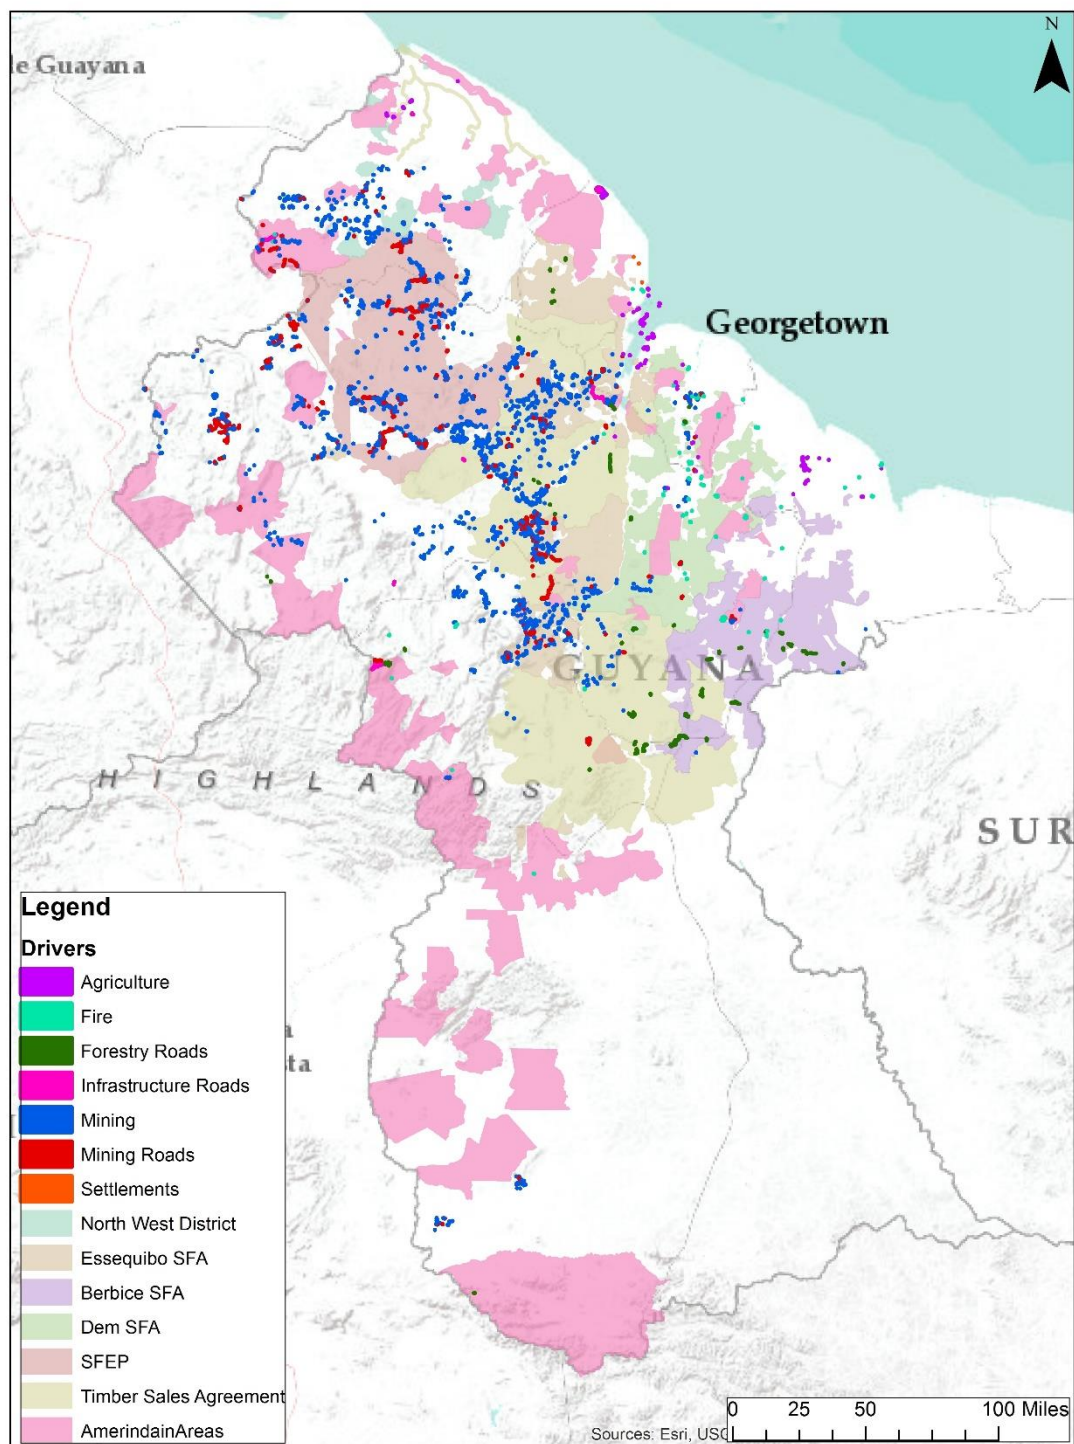 N
le Guayana
Georgetown
GUYANA
HIGHLANDS
SUR
Legend
Drivers
Agriculture
Fire
Forestry Roads
Infrastructure Roads
Mining
Mining Roads
Settlements
North West District
Essequibo SFA
Berbice SFA
Dem SFA
SFEP
Timber Sales Agreement
AmerindainAreas
a
sta
0 25 50 100 Miles
Sources: Esri, USG